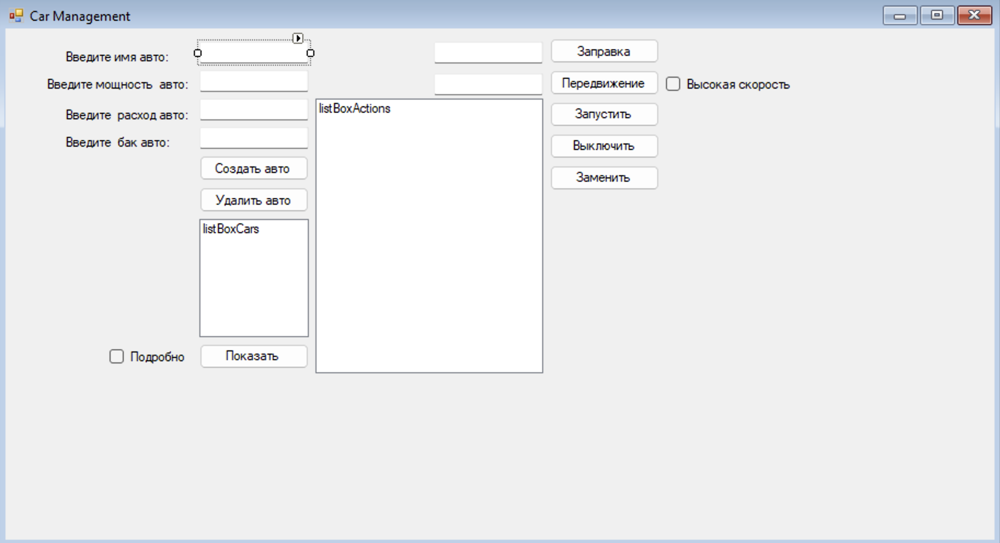 Car Management
Введите имя авто:
Введите мощность  авто:
Введите  расход авто:
Введите  бак авто:
Создать авто
Удалить авто
listBoxCars
Подробно
Показать
listBoxActions
Заправка
Передвижение
Высокая скорость
Запустить
Выключить
Заменить